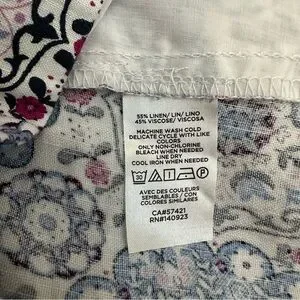 55% LINEN/ LIN/ LINO
45% VISCOSE/ VISCOSA
MACHINE WASH COLD
DELICATE CYCLE WITH LIKE
COLORS
ONLY NON-CHLORINE
BLEACH WHEN NEEDED
LINE DRY
COOL IRON WHEN NEEDED
AVEC DES COULEURS
SEMBLABLES / CON
O COLORES SIMILARES
CA#57421
RN#140923